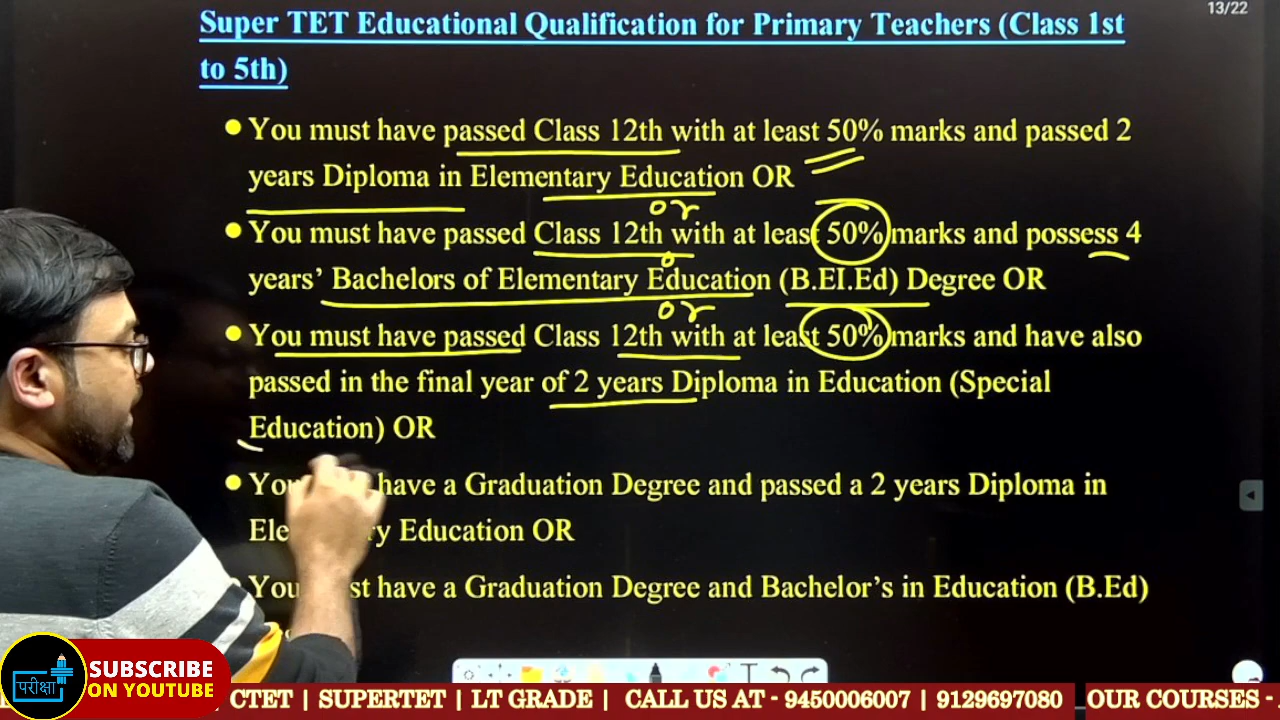 13/22
Super TET Educational Qualification for Primary Teachers (Class 1st
to 5th)
You must have passed Class 12th with at least 50% marks and passed 2
years Diploma in Elementary Education OR
or
You must have passed Class 12th with at least 50% marks and possess 4
years' Bachelors of Elementary Education (B.EI.Ed) Degree OR
or
You must have passed Class 12th with at least 50% marks and have also
passed in the final year of 2 years Diploma in Education (Special
Education) OR
You have a Graduation Degree and passed a 2 years Diploma in
Education OR
You have a Graduation Degree and Bachelor's in Education (B.Ed)
परीक्षा
SUBSCRIBE
ON YOUTUBE
CTET | SUPERTET | LT GRADE | CALL US AT - 9450006007 | 9129697080 OUR COURSES -